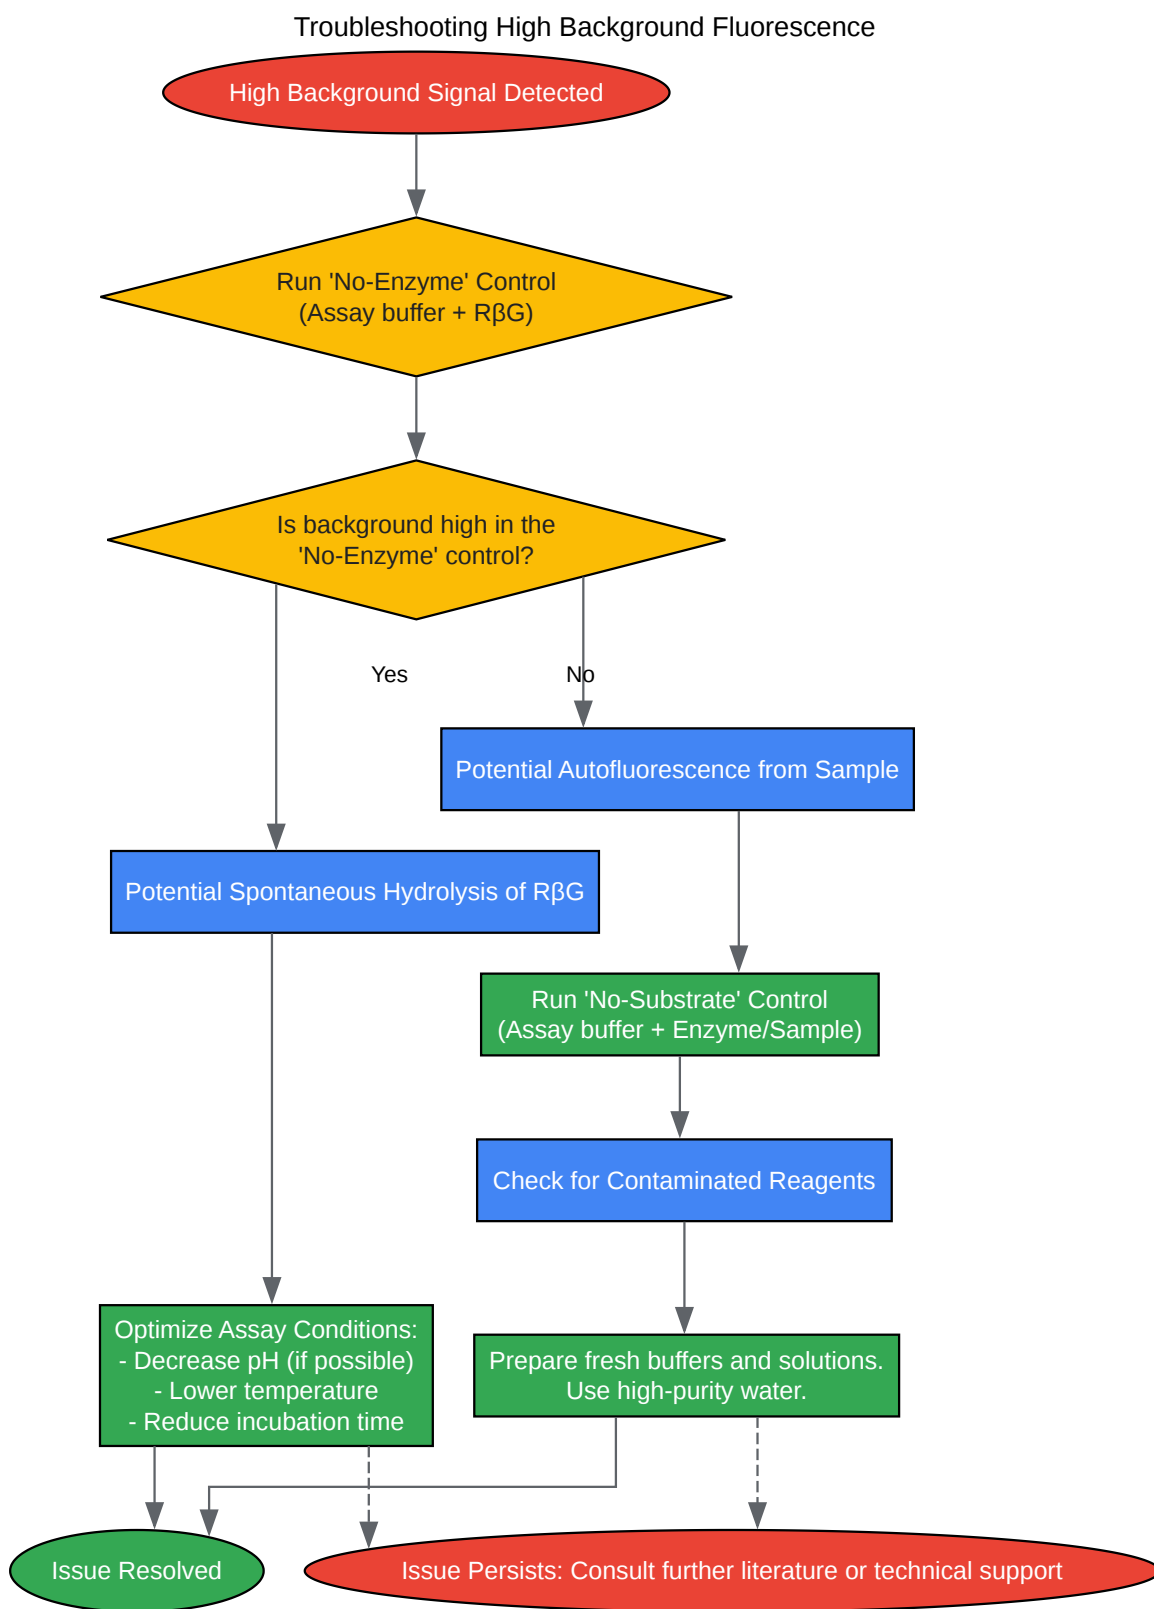 Troubleshooting High Background Fluorescence
High Background Signal Detected
Run 'No-Enzyme' Control
(Assay buffer + RβG)
Is background high in the
'No-Enzyme' control?
Yes
No
Potential Autofluorescence from Sample
Potential Spontaneous Hydrolysis of RβG
Run 'No-Substrate' Control
(Assay buffer + Enzyme/Sample)
Check for Contaminated Reagents
Optimize Assay Conditions:
- Decrease pH (if possible)
- Lower temperature
- Reduce incubation time
Prepare fresh buffers and solutions.
Use high-purity water.
Issue Resolved
Issue Persists: Consult further literature or technical support